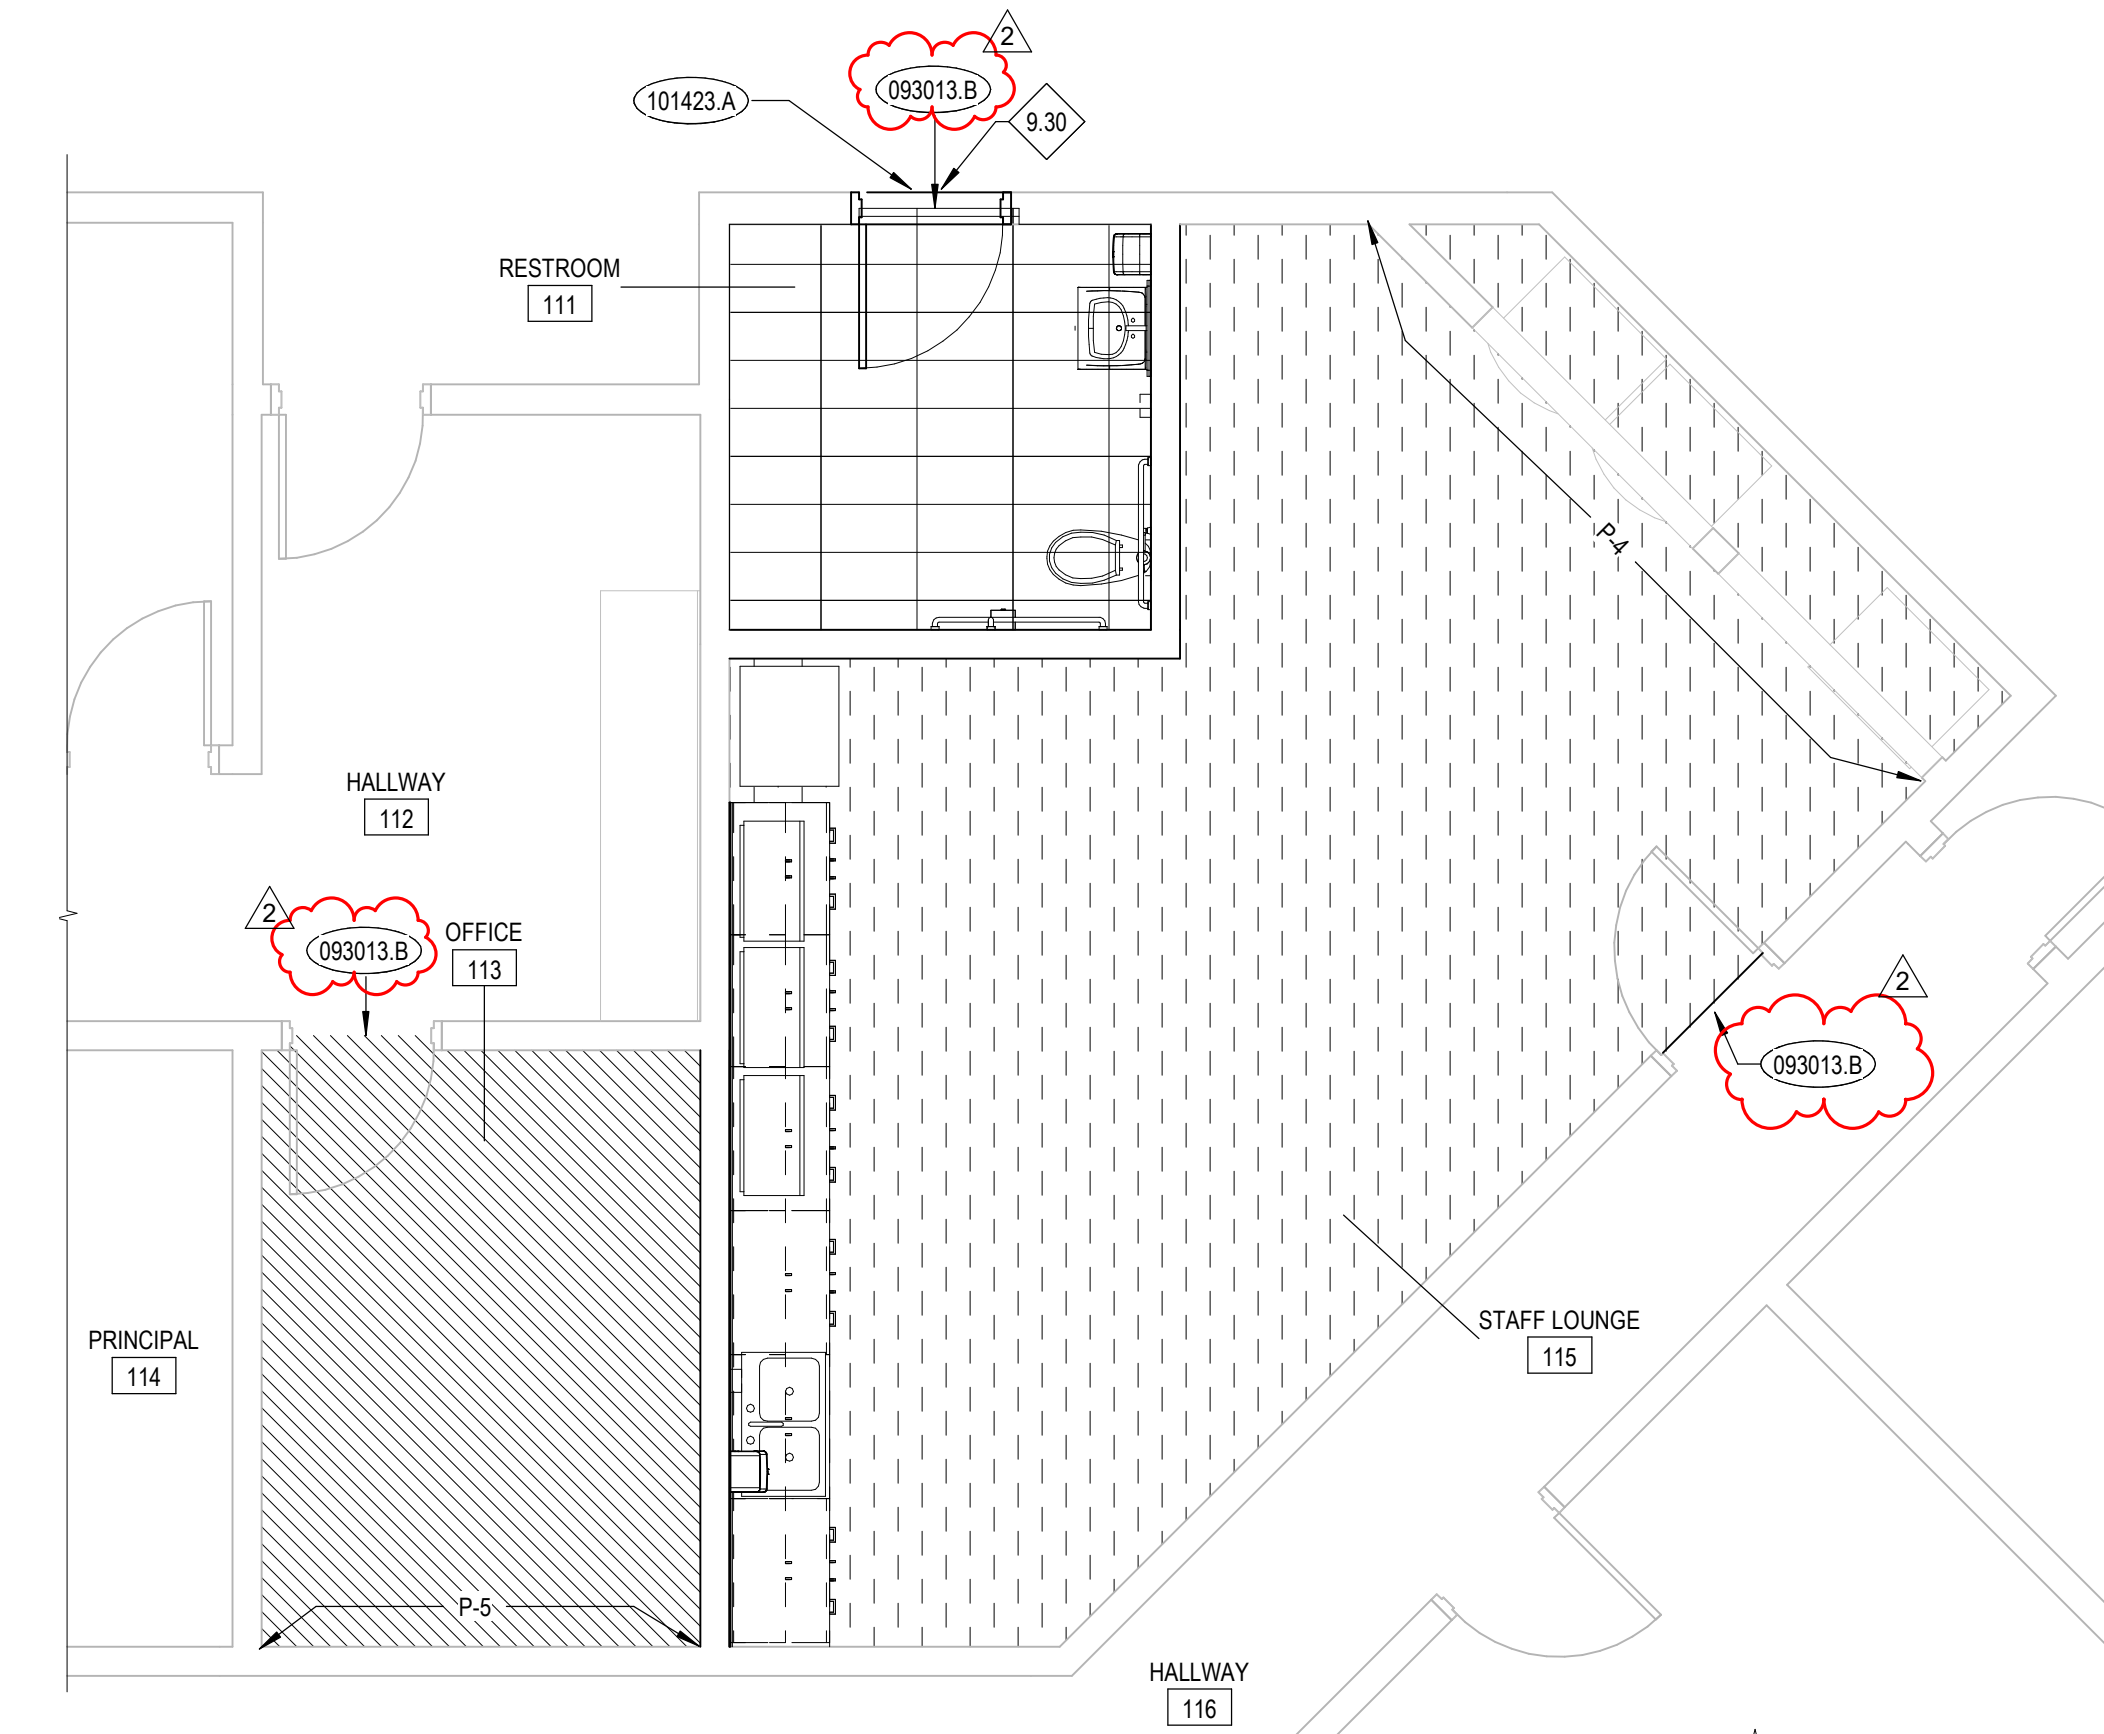 2
093013.B
101423.A
9.30
RESTROOM
111
P-4
HALLWAY
112
2
093013.B
OFFICE
113
2
093013.B
STAFF LOUNGE
115
PRINCIPAL
114
P-5
HALLWAY
116